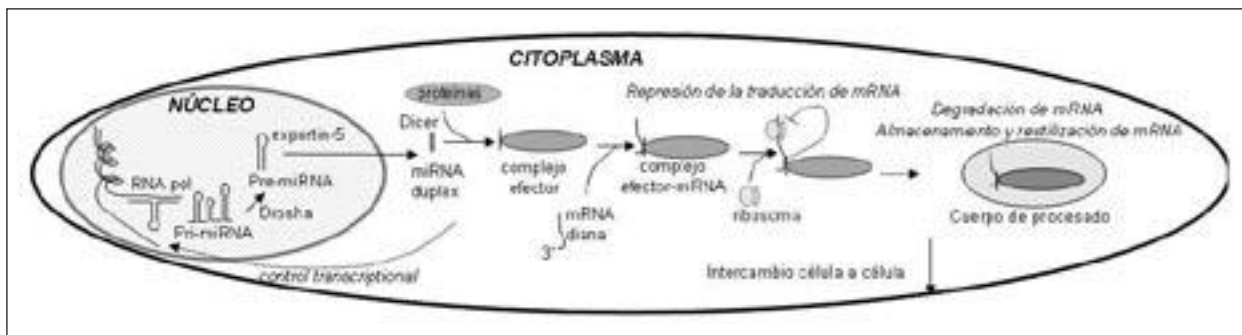 CITOPLASMA
NÚCLEO
proteínas
Represión de la traducción de mRNA
Degradación de mRNA
Almacenamiento y reutilización de mRNA
exportin-5
Dicer
RNA pol
Pre-miRNA
miRNA
duplex
complejo
efector
complejo
efector-miRNA
Drosha
Pri-miRNA
mRNA
diana
3'
ribosoma
Cuerpo de procesado
control transcriptional
Intercambio célula a célula